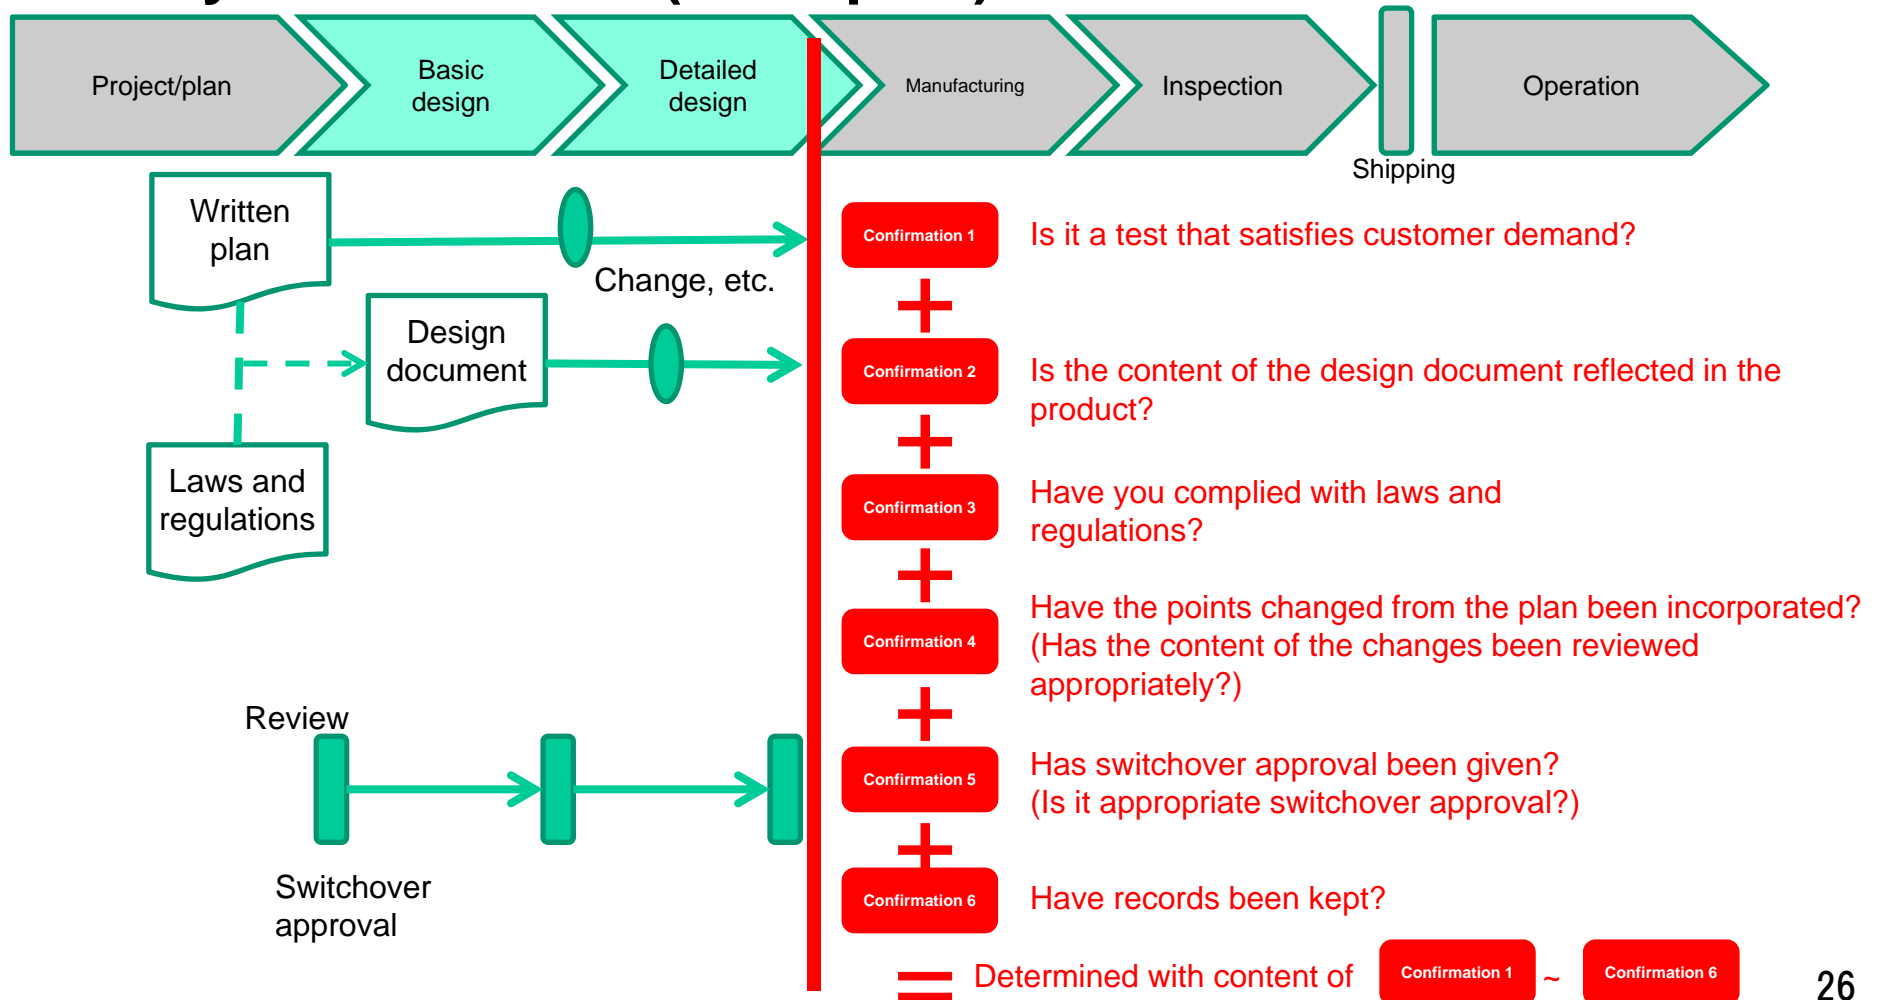 Project/plan
Basic
design
Detailed
design
Manufacturing
Inspection
Shipping
Operation
Written
plan
Change, etc.
Design
document
Laws and
regulations
Review
Switchover
approval
Confirmation 1
Is it a test that satisfies customer demand?
+
Confirmation 2
Is the content of the design document reflected in the
product?
+
Confirmation 3
Have you complied with laws and
regulations?
+
Confirmation 4
Have the points changed from the plan been incorporated?
(Has the content of the changes been reviewed
appropriately?)
+
Confirmation 5
Has switchover approval been given?
(Is it appropriate switchover approval?)
+
Confirmation 6
Have records been kept?
= Determined with content of Confirmation 1 ~ Confirmation 6
26